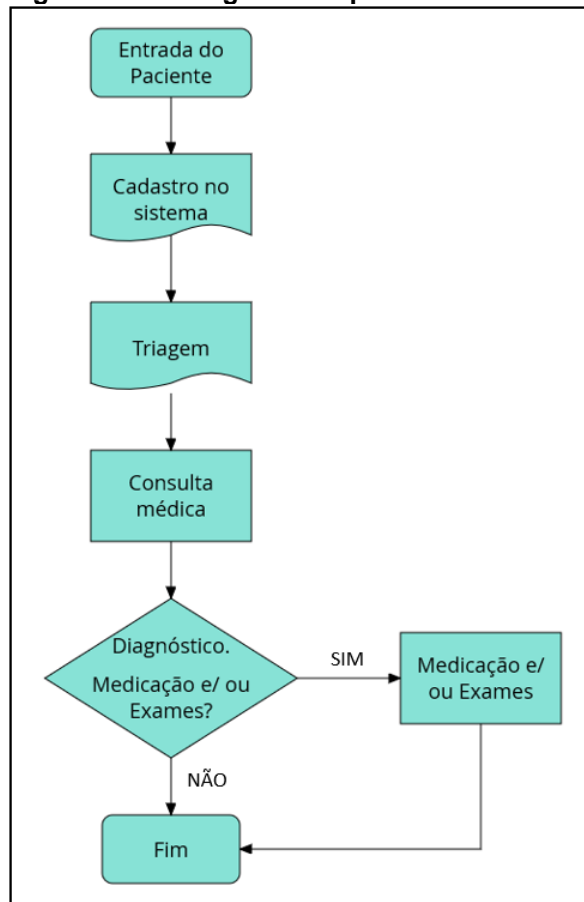 Entrada do
Paciente
Cadastro no
sistema
Triagem
Consulta
médica
Diagnóstico.
Medicação e/ ou
Exames?
SIM
Medicação e/
ou Exames
NÃO
Fim